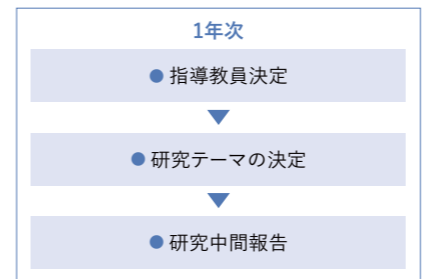 1年次
●指導教員決定
●研究テーマの決定
●研究中間報告